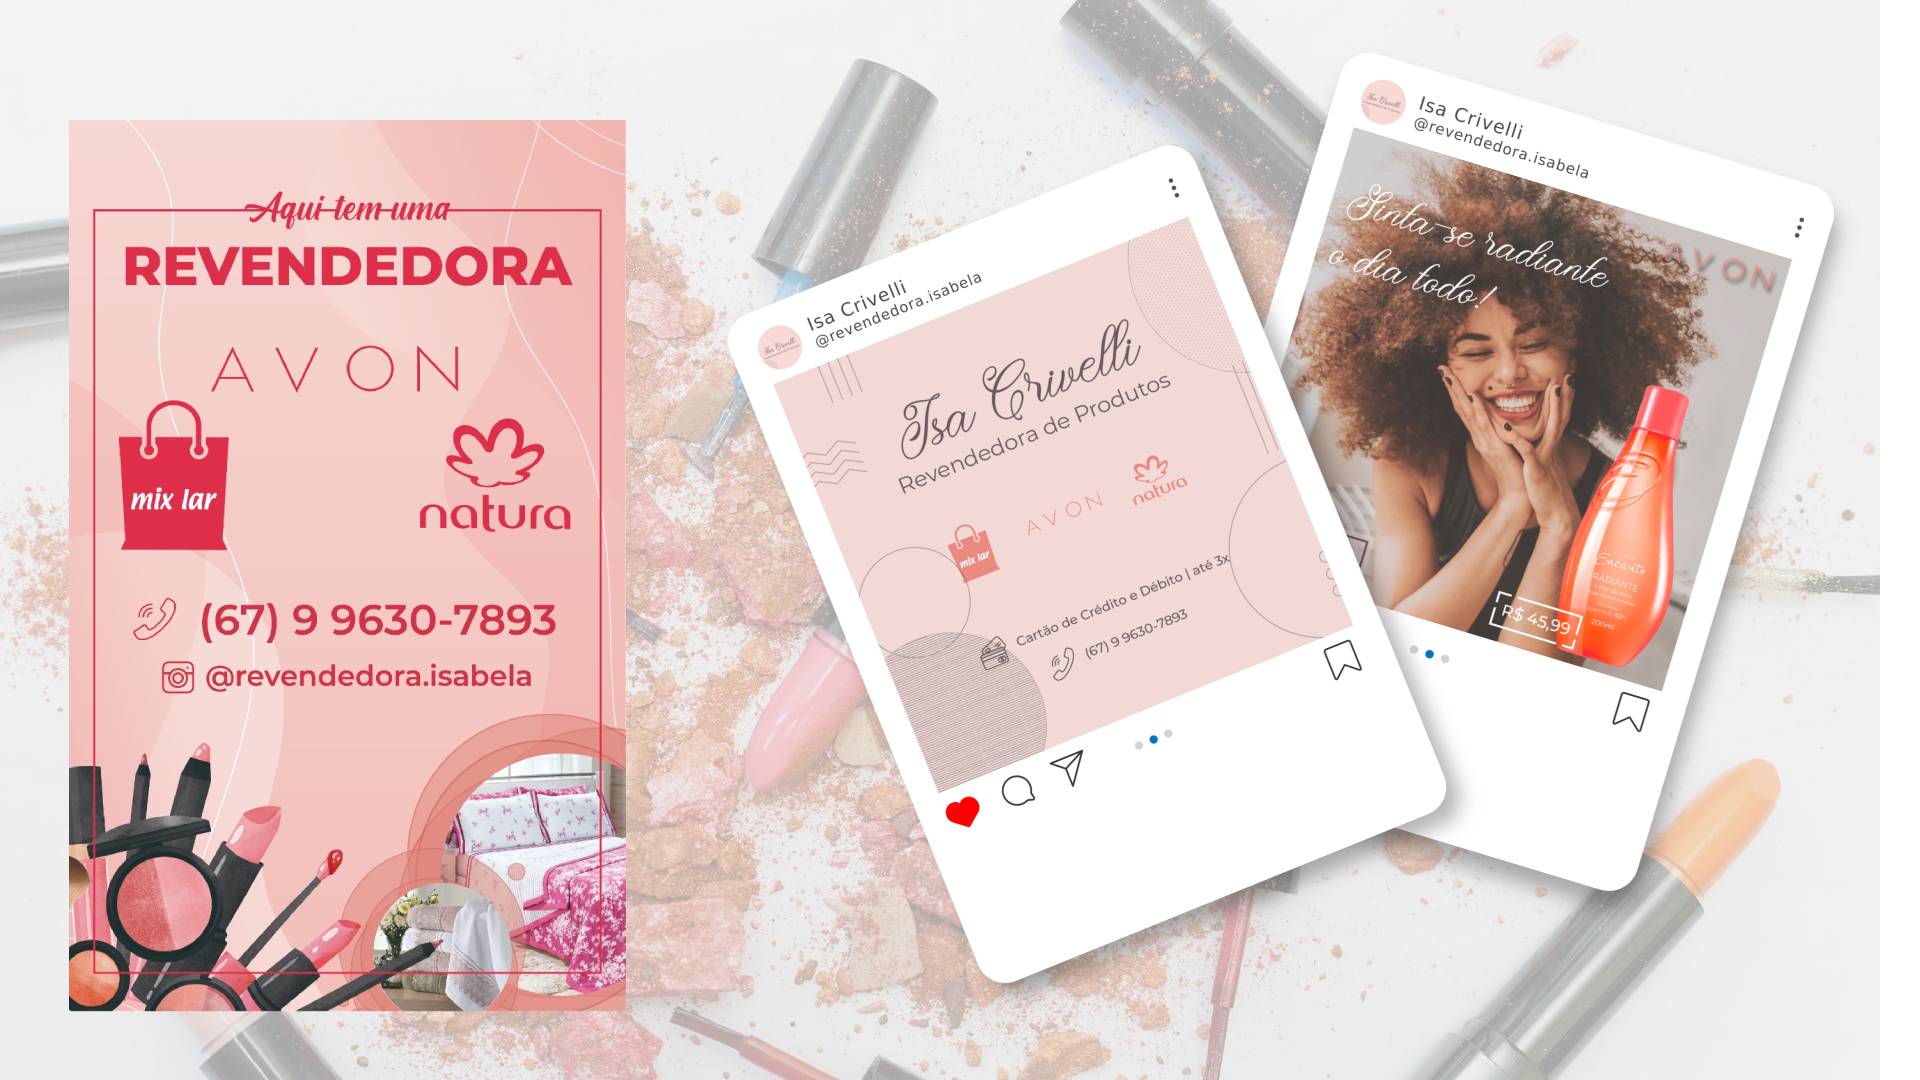 Aqui tem uma
REVENDEDORA
AVON
mix lar
natura
(67) 9 9630-7893
@revendedora.isabela
Isa Crivelli
@revendedora.isabela
Isa Crivelli
Revendedora de Produtos
mix lar
AVON
natura
Cartão de Crédito e Débito | até 3x
(67) 9 9630-7893
Isa Crivelli
@revendedora.isabela
Sinta-se radiante
o dia todo!
AVON
AVON
Encanto
RADIANTE
200ml
R$ 45,99